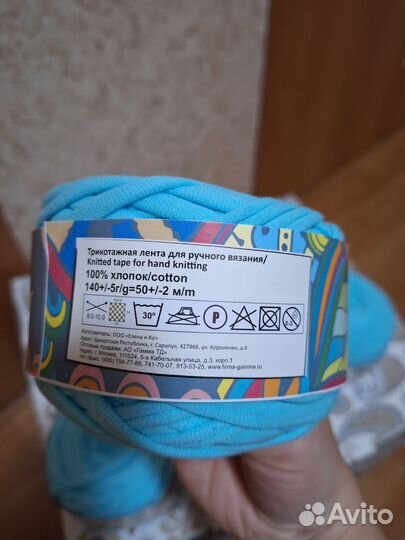 Трикотажная лента для ручного вязания/
Knitted tape for hand knitting
100% хлопок/cotton
140+/-5г/g=50+/-2 м/m
8.0-10.0
30°
P
0-3
Изготовитель: ООО «Елена и Ко»
Адрес: Удмуртская Республика, г. Сарапул, 427966, ул. Короленко, д.6
Оптовые продажи: АО «Гамма ТД»
Адрес: Москва, 111024, 5-я Кабельная улица, д.3, корп.1
Тел./факс: (495) 784-77-88, 741-70-07, 913-53-25, www.firma-gamma.ru
Avito